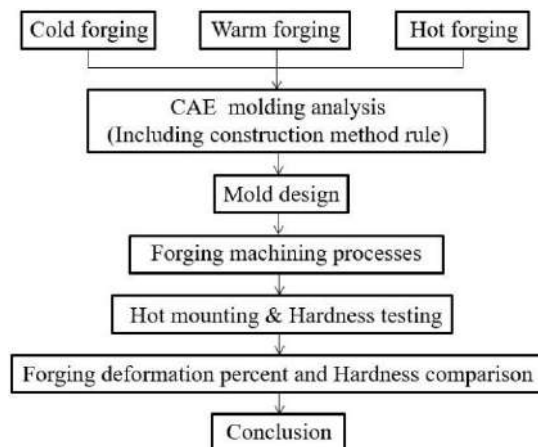 Cold forging
Warm forging
Hot forging
CAE molding analysis
(Including construction method rule)
Mold design
Forging machining processes
Hot mounting & Hardness testing
Forging deformation percent and Hardness comparison
Conclusion